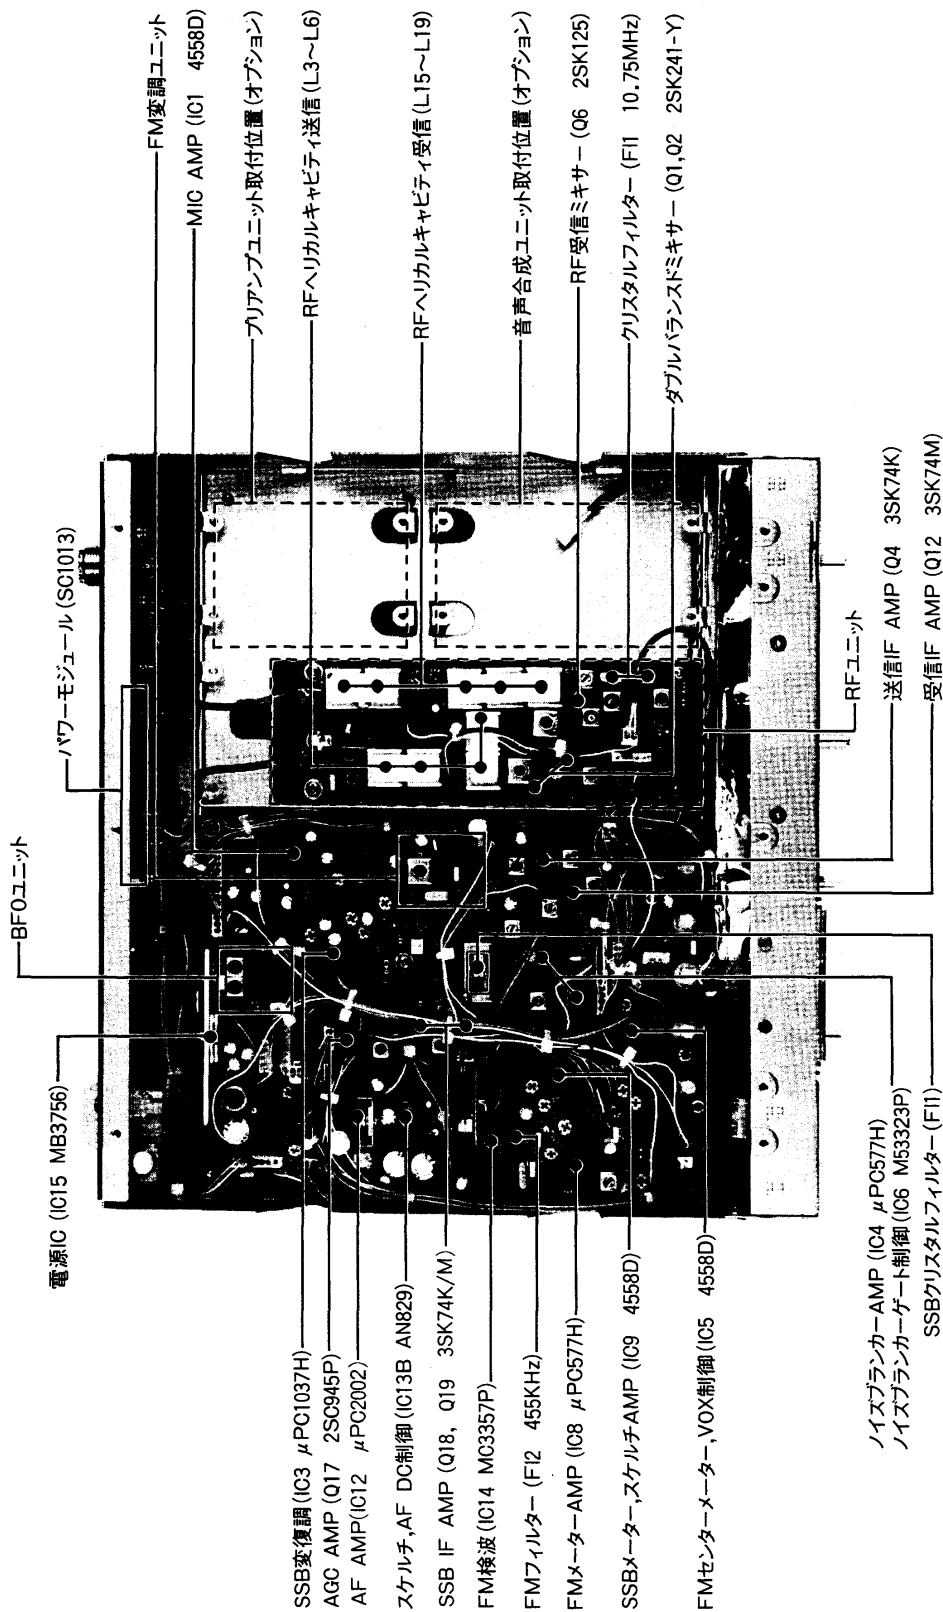 FM変調ユニット
MIC AMP (IC1 4558D)
プリアンプユニット取付位置(オプション)
RFヘリカルキャビティ送信(L3〜L6)
RFヘリカルキャビティ受信(L15〜L19)
音声合成ユニット取付位置(オプション)
RF受信ミキサー(Q6 2SK125)
クリスタルフィルター(FI1 10.75MHz)
ダブルバランスドミキサー(Q1,Q2 2SK241-Y)
パワーモジュール(SC1013)
BFOユニット
電源IC (IC15 MB3756)
RFユニット
送信IF AMP (Q4 3SK74K)
受信IF AMP (Q12 3SK74M)
SSB変復調(IC3 μPC1037H)
AGC AMP (Q17 2SC945P)
AF AMP(IC12 μPC2002)
スケルチ,AF DC制御(IC13B AN829)
SSB IF AMP (Q18, Q19 3SK74K/M)
FM検波(IC14 MC3357P)
FMフィルター(FI2 455KHz)
FMメーターAMP (IC8 μPC577H)
SSBメーター,スケルチAMP (IC9 4558D)
FMセンターメーター,VOX制御(IC5 4558D)
ノイズブランカーAMP (IC4 μPC577H)
ノイズブランカーゲート制御(IC6 M53323P)
SSBクリスタルフィルター(FI1)